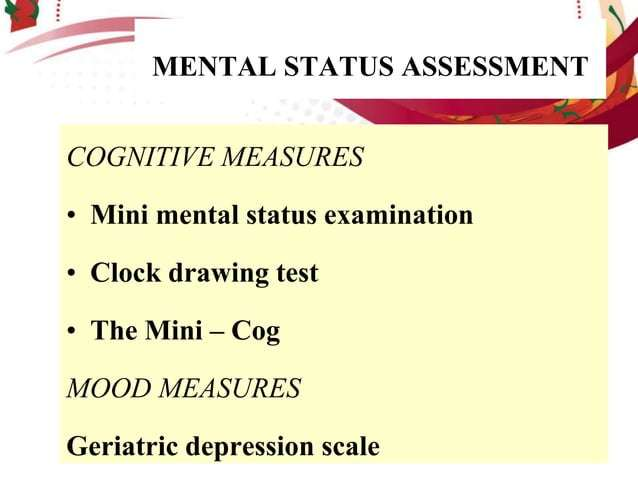 MENTAL STATUS ASSESSMENT
COGNITIVE MEASURES
• Mini mental status examination
• Clock drawing test
• The Mini – Cog
MOOD MEASURES
Geriatric depression scale